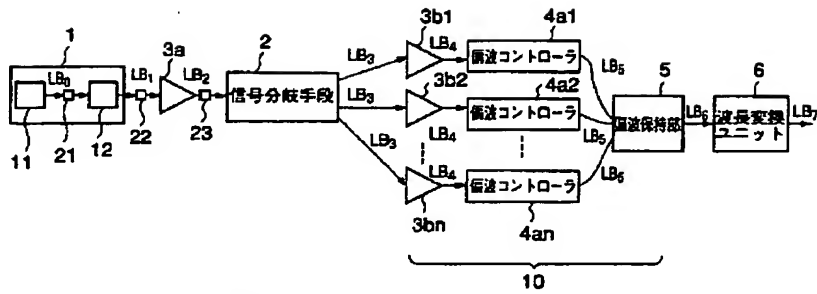 1
LB₀
11
21
12
LB₁
22
3a
LB₂
23
2
信号分岐手段
LB₃
LB₃
LB₃
3b1
LB₄
3b2
LB₄
LB₄
3bn
4a1
偏波コントローラ
4a2
偏波コントローラ
偏波コントローラ
4an
LB₅
LB₅
LB₅
5
偏波保持部
LB₆
6
波長変換
ユニット
LB₇
10